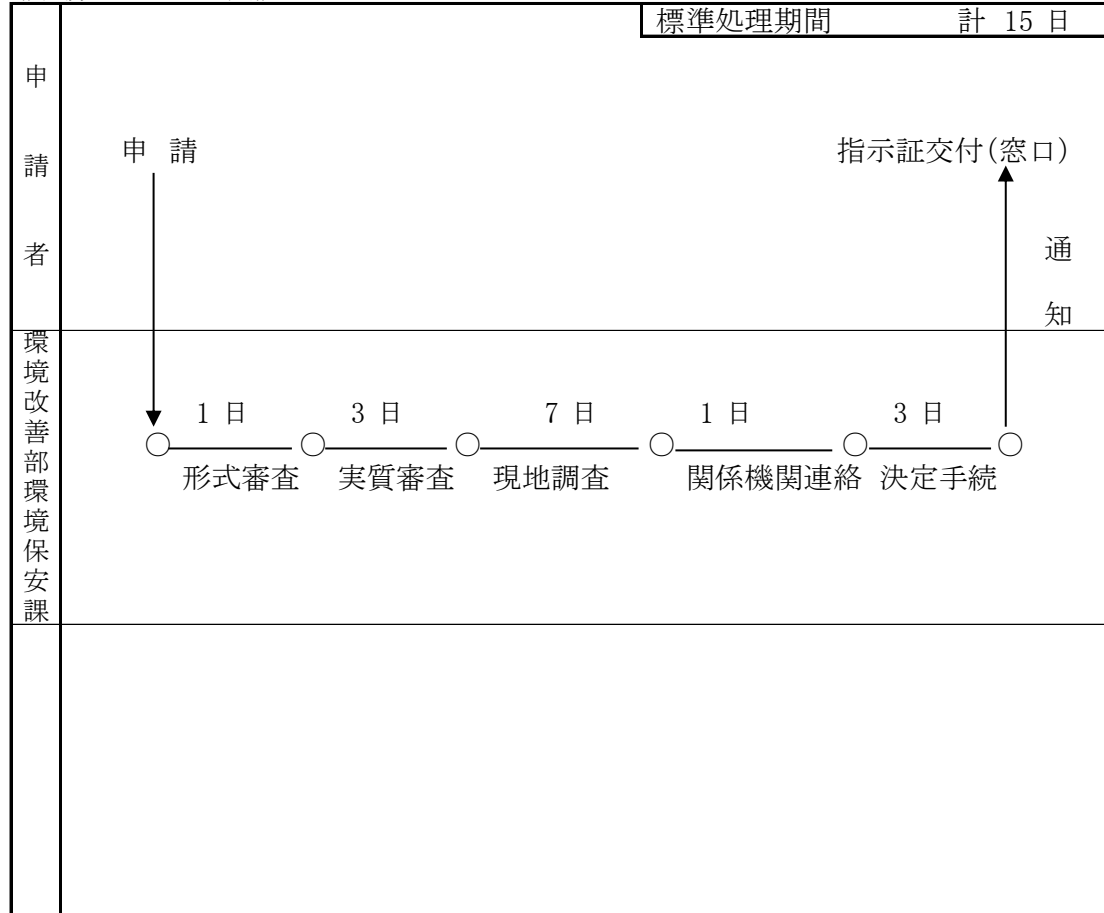 標準処理期間 計 15 日
申請者
申 請
指示証交付(窓口)
通知
環境改善部環境保安課
1 日 3 日 7 日 1 日 3 日
形式審査 実質審査 現地調査 関係機関連絡 決定手続